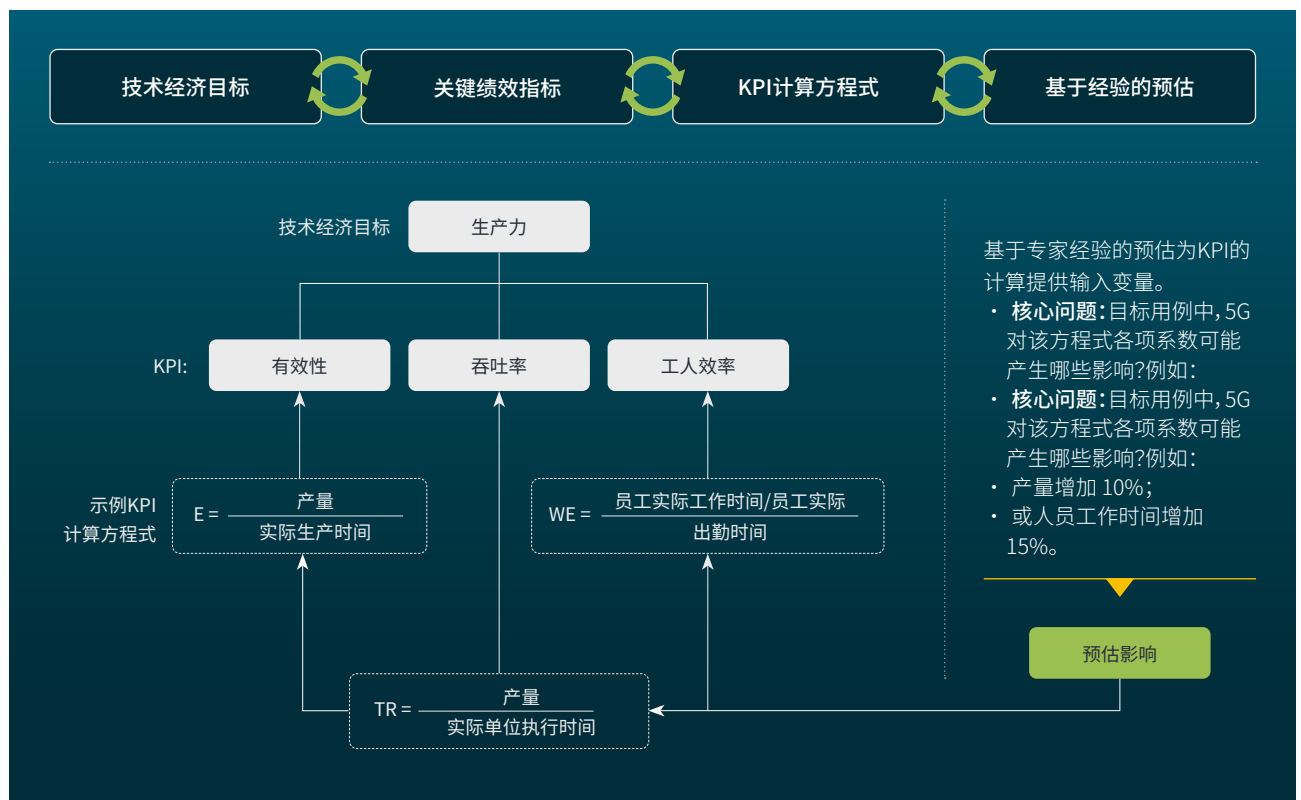 技术经济目标
关键绩效指标
KPI计算方程式
基于经验的预估
技术经济目标
生产力
KPI:
有效性
吞吐率
工人效率
示例KPI
计算方程式
E =
产量
实际生产时间
WE =
员工实际工作时间/员工实际
出勤时间
TR =
产量
实际单位执行时间
基于专家经验的预估为KPI的
计算提供输入变量。
· 核心问题：目标用例中，5G
对该方程式各项系数可能
产生哪些影响？例如：
· 核心问题：目标用例中，5G
对该方程式各项系数可能
产生哪些影响？例如：
· 产量增加 10%；
· 或人员工作时间增加
15%。
预估影响